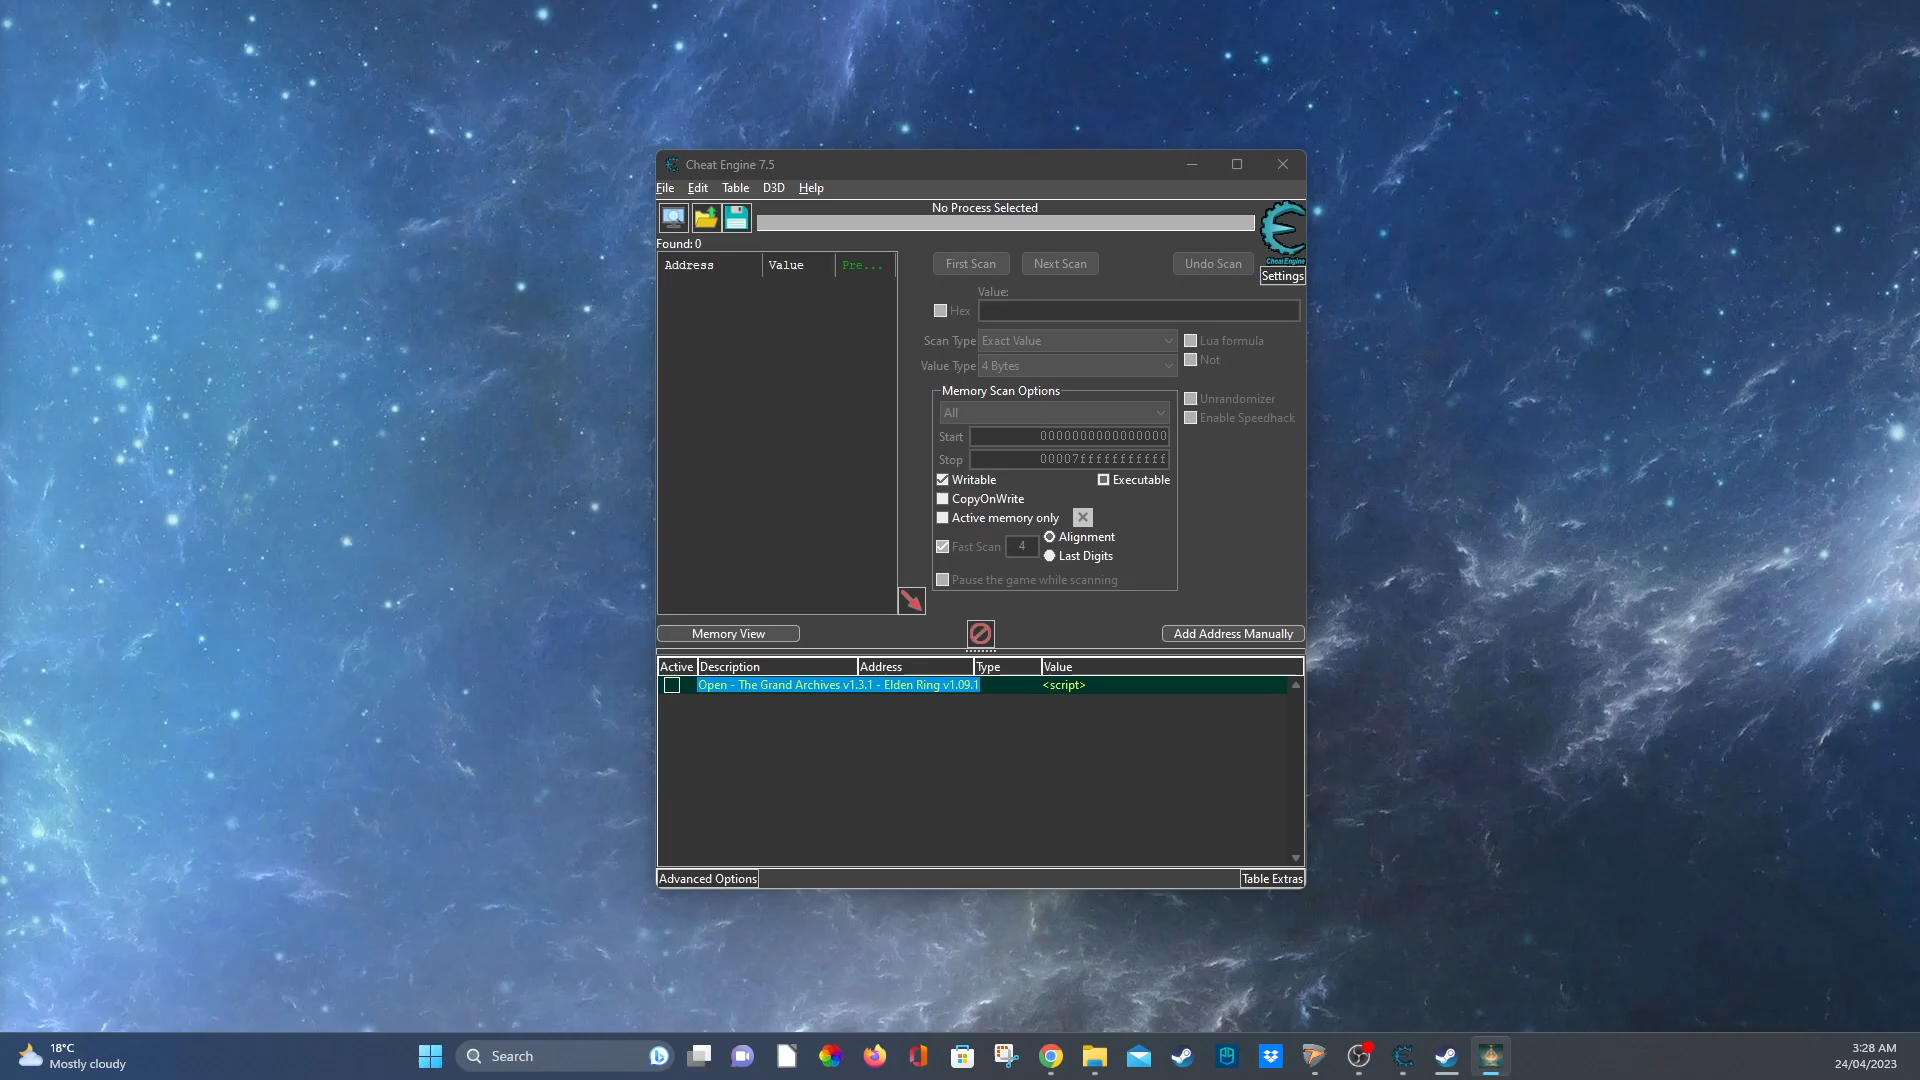 Cheat Engine 7.5
File Edit Table D3D Help
No Process Selected
Found: 0
Cheat Engine
Settings
Address Value Pre...
First Scan Next Scan Undo Scan
Value:
Hex
Scan Type Exact Value
Lua formula
Not
Value Type 4 Bytes
Memory Scan Options
All
Unrandomizer
Enable Speedhack
Start 0000000000000000
Stop 00007fffffffffff
Writable Executable
CopyOnWrite
Active memory only
Fast Scan 4 Alignment
Last Digits
Pause the game while scanning
Memory View Add Address Manually
Active Description Address Type Value
Open - The Grand Archives v1.3.1 - Elden Ring v1.09.1 <script>
Advanced Options Table Extras
18°C
Mostly cloudy
Search
3:28 AM
24/04/2023